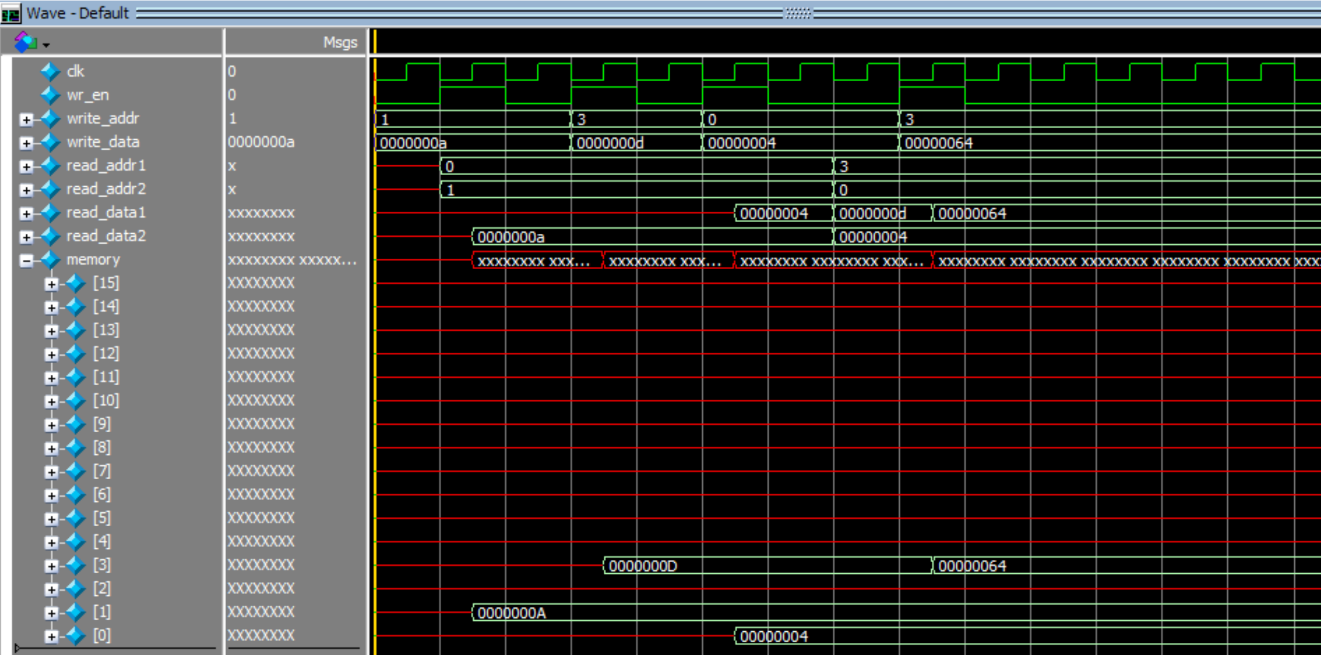 Wave - Default
Msgs
clk 0
wr_en 0
write_addr 1 1 3 0 3
write_data 0000000a 0000000a 0000000d 00000004 00000064
read_addr1 x 0 3
read_addr2 x 1 0
read_data1 xxxxxxxx 00000004 0000000d 00000064
read_data2 xxxxxxxx 0000000a 00000004
memory xxxxxxxx xxxxx... xxxxxxxx xxx... xxxxxxxx xxx... xxxxxxxx xxxxxxxx xxx... xxxxxxxx xxxxxxxx xxxxxxxx xxxxxxxx xxxxxxxx xxx
[15] XXXXXXXX
[14] XXXXXXXX
[13] XXXXXXXX
[12] XXXXXXXX
[11] XXXXXXXX
[10] XXXXXXXX
[9] XXXXXXXX
[8] XXXXXXXX
[7] XXXXXXXX
[6] XXXXXXXX
[5] XXXXXXXX
[4] XXXXXXXX
[3] XXXXXXXX 0000000D 00000064
[2] XXXXXXXX
[1] XXXXXXXX 0000000A
[0] XXXXXXXX 00000004